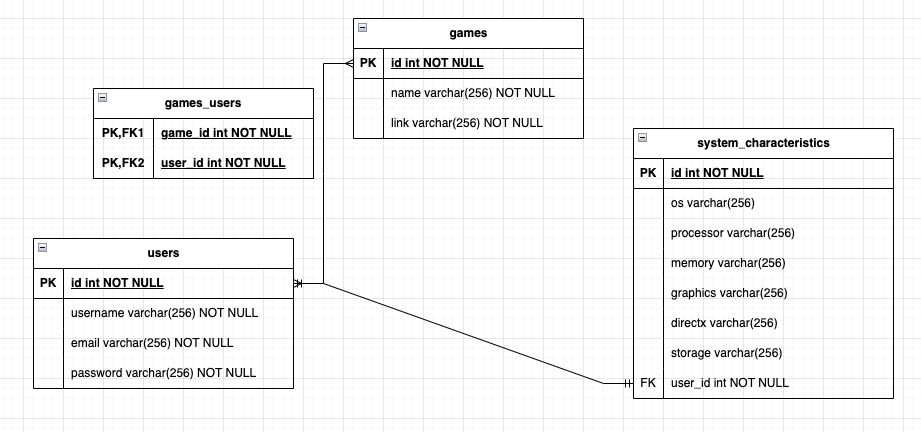 games
PK id int NOT NULL
name varchar(256) NOT NULL
link varchar(256) NOT NULL
games_users
PK,FK1 game_id int NOT NULL
PK,FK2 user_id int NOT NULL
system_characteristics
PK id int NOT NULL
os varchar(256)
processor varchar(256)
memory varchar(256)
graphics varchar(256)
directx varchar(256)
storage varchar(256)
FK user_id int NOT NULL
users
PK id int NOT NULL
username varchar(256) NOT NULL
email varchar(256) NOT NULL
password varchar(256) NOT NULL